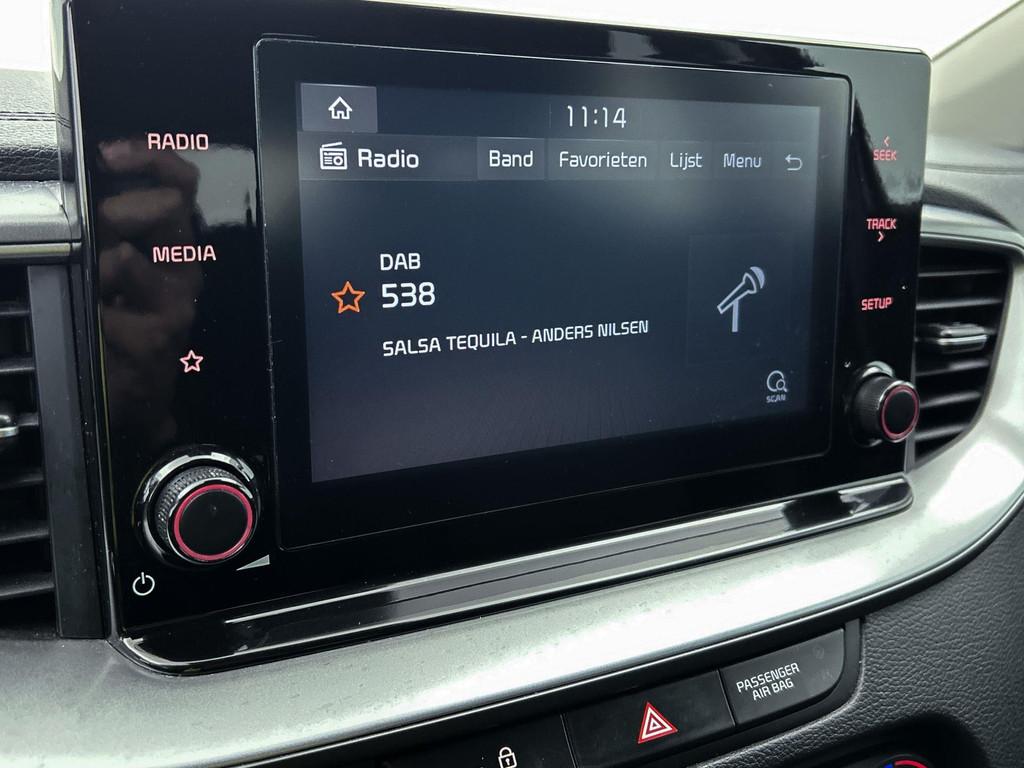 11:14
RADIO
Radio
Band
Favorieten
Lijst
Menu
SEEK
TRACK
MEDIA
DAB
538
SALSA TEQUILA - ANDERS NILSEN
SETUP
SCAN
PASSENGER
AIR BAG